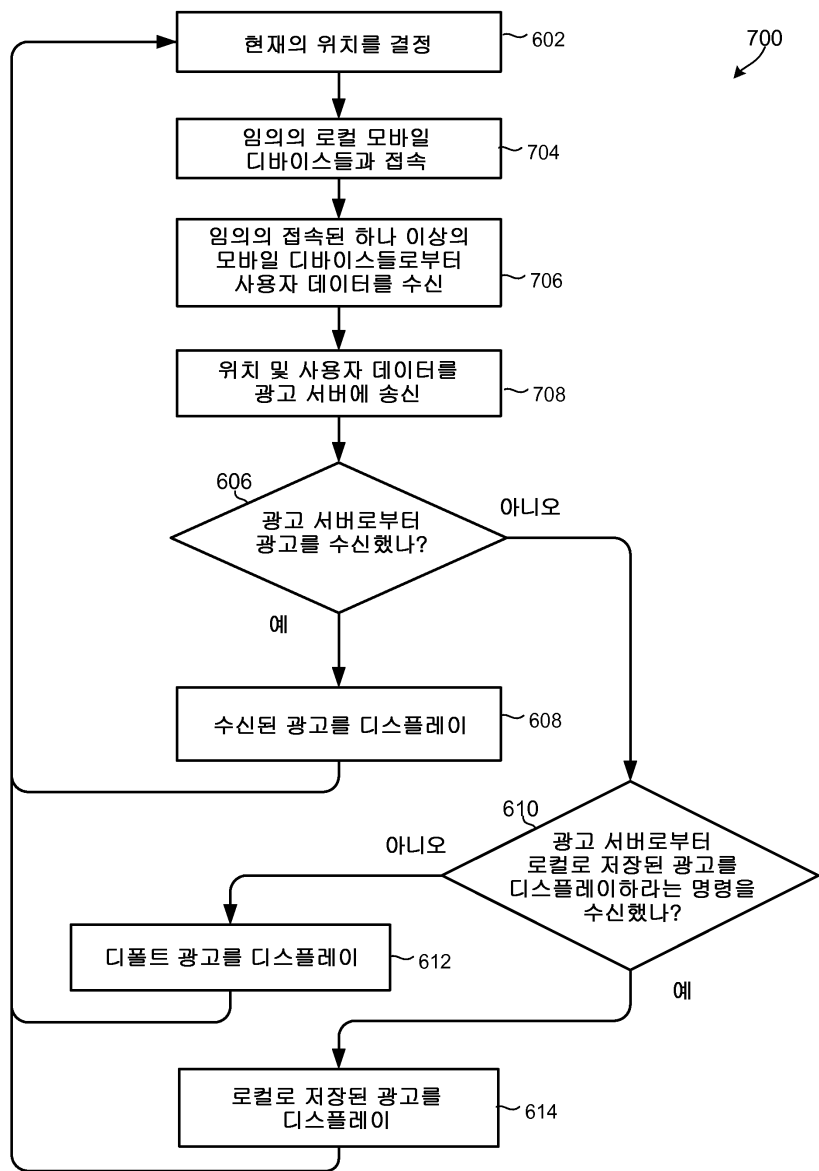 현재의 위치를 결정
602
700
임의의 로컬 모바일
디바이스들과 접속
704
임의의 접속된 하나 이상의
모바일 디바이스들로부터
사용자 데이터를 수신
706
위치 및 사용자 데이터를
광고 서버에 송신
708
606
광고 서버로부터
광고를 수신했나?
아니오
예
수신된 광고를 디스플레이
608
610
광고 서버로부터
로컬로 저장된 광고를
디스플레이하라는 명령을
수신했나?
아니오
디폴트 광고를 디스플레이
612
예
로컬로 저장된 광고를
디스플레이
614